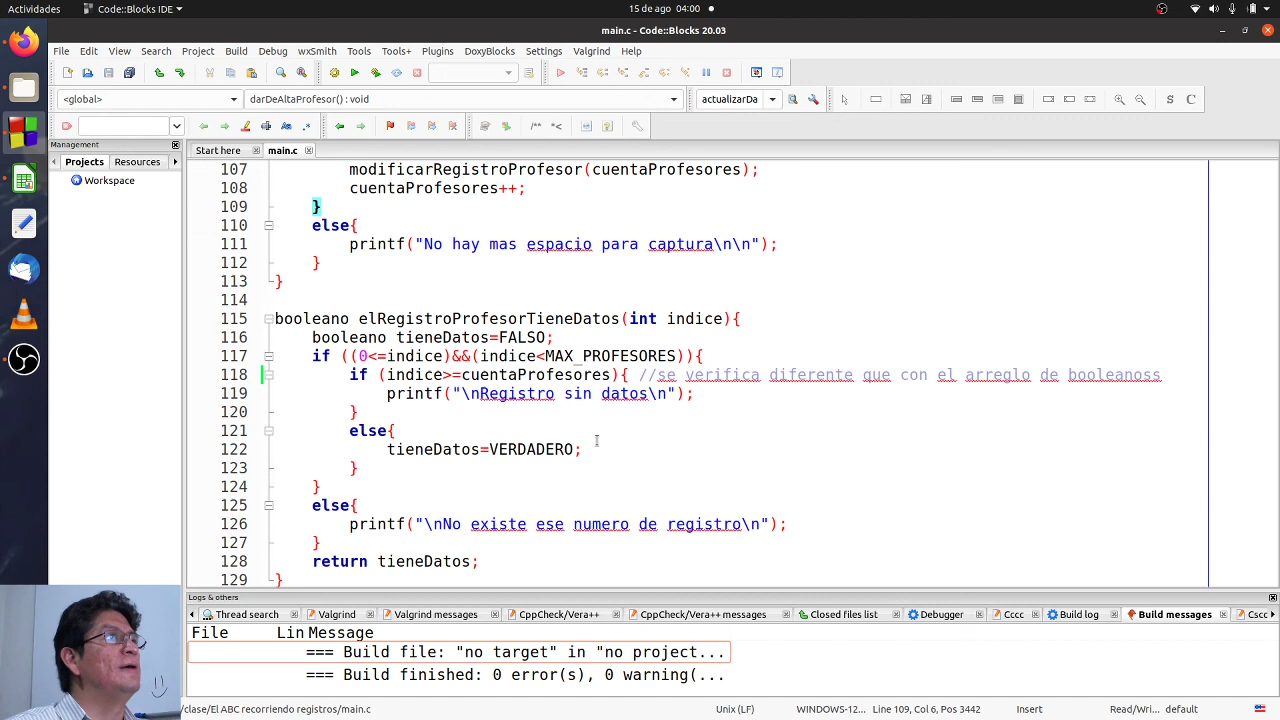 Actividades
Code::Blocks IDE
15 de ago 04:00
main.c - Code::Blocks 20.03
File Edit View Search Project Build Debug wxSmith Tools Tools+ Plugins DoxyBlocks Settings Valgrind Help
<global>
darDeAltaProfesor() : void
actualizarDa
S C
/** *<
Management
Start here
main.c
Projects
Resources
Workspace
107 modificarRegistroProfesor(cuentaProfesores);
108 cuentaProfesores++;
109 }
110 else{
111 printf("No hay mas espacio para captura\n\n");
112 }
113 }
114
115 booleano elRegistroProfesorTieneDatos(int indice){
116 booleano tieneDatos=FALSO;
117 if ((0<=indice)&&(indice<MAX_PROFESORES)){
118 if (indice>=cuentaProfesores){ //se verifica diferente que con el arreglo de booleanoss
119 printf("\nRegistro sin datos\n");
120 }
121 else{
122 tieneDatos=VERDADERO;
123 }
124 }
125 else{
126 printf("\nNo existe ese numero de registro\n");
127 }
128 return tieneDatos;
129 }
Logs & others
Thread search
Valgrind
Valgrind messages
CppCheck/Vera++
CppCheck/Vera++ messages
Closed files list
Debugger
Cccc
Build log
Build messages
Cscc
File Lin Message
=== Build file: "no target" in "no project...
=== Build finished: 0 error(s), 0 warning(...
/clase/El ABC recorriendo registros/main.c
Unix (LF)
WINDOWS-12...
Line 109, Col 6, Pos 3442
Insert
Read/Wri...
default